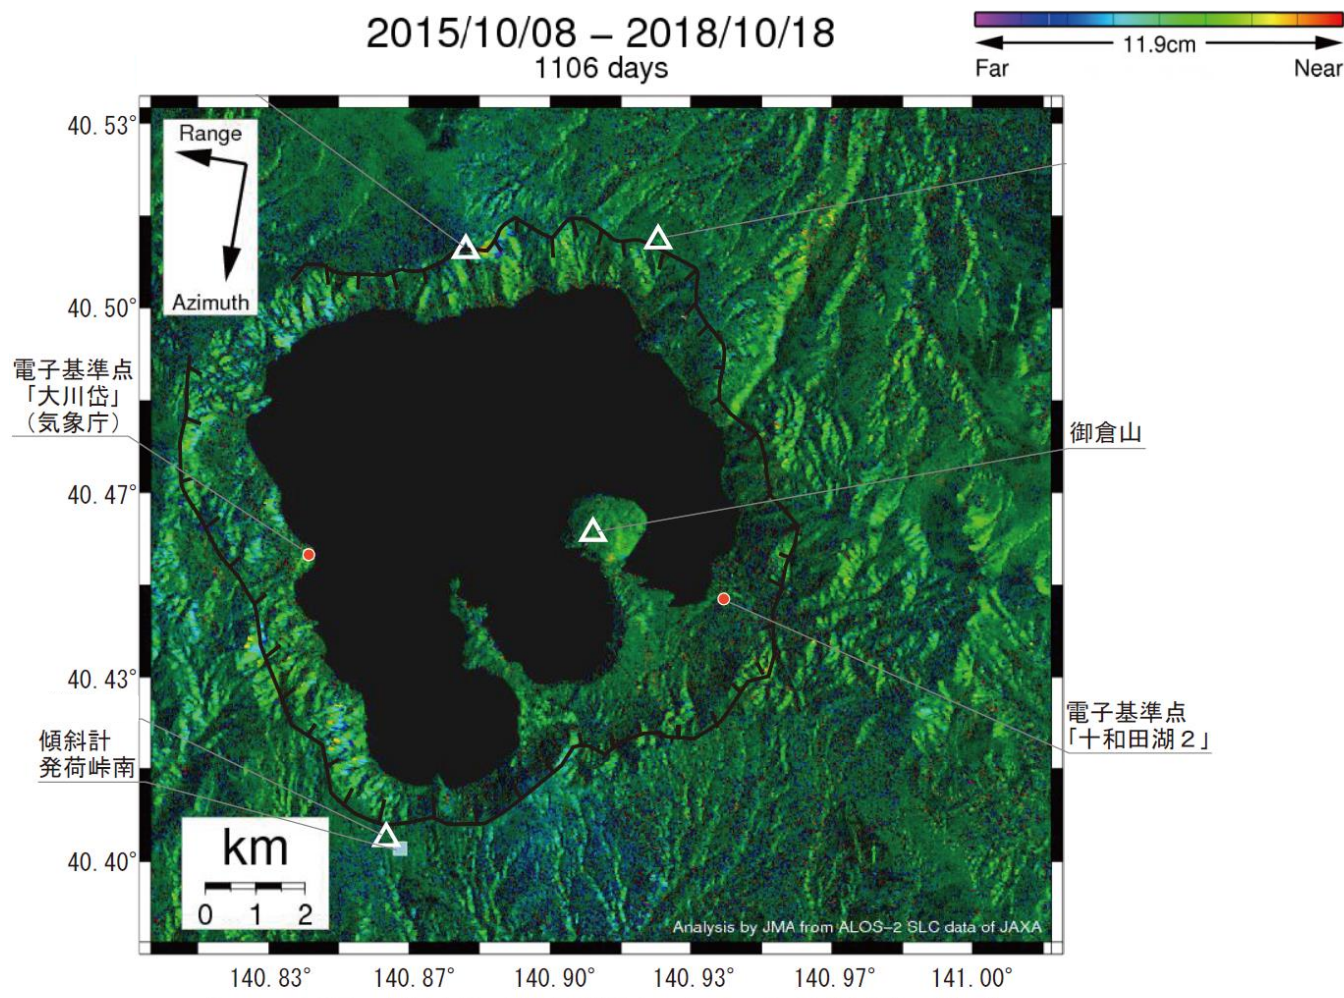 2015/10/08 – 2018/10/18
1106 days
11.9cm
Far
Near
40.53°
Range
Azimuth
40.50°
電子基準点
「大川岱」
（気象庁）
御倉山
40.47°
40.43°
電子基準点
「十和田湖２」
傾斜計
発荷峠南
km
0 1 2
40.40°
Analysis by JMA from ALOS–2 SLC data of JAXA
140.83° 140.87° 140.90° 140.93° 140.97° 141.00°